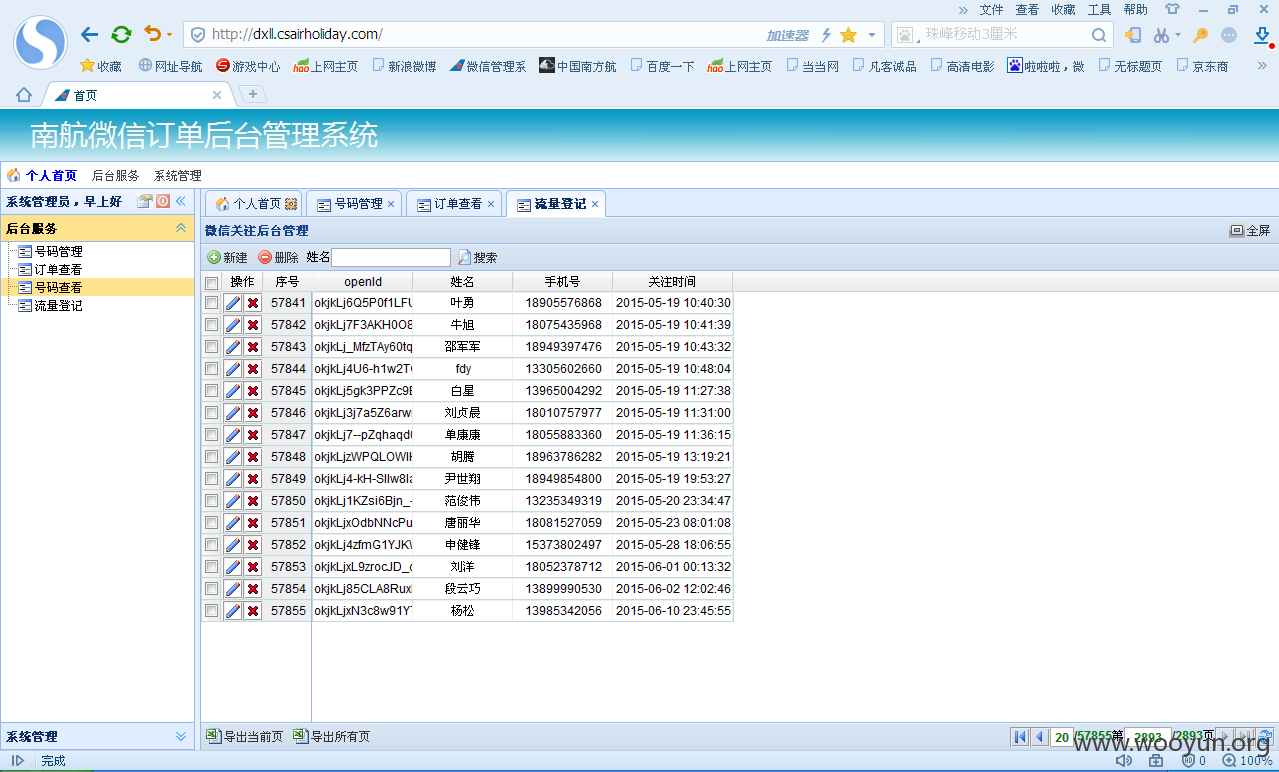 » 文件 查看 收藏 工具 帮助
http://dxll.csairholiday.com/ 加速器 珠峰移动3厘米
收藏 网址导航 游戏中心 上网主页 新浪微博 微信管理系 中国南方航 百度一下 上网主页 当当网 凡客诚品 高清电影 啦啦啦,微 无标题页 京东商 »
首页
南航微信订单后台管理系统
个人首页 后台服务 系统管理
系统管理员,早上好 个人首页 号码管理 订单查看 流量登记
后台服务 微信关注后台管理 全屏
号码管理
订单查看
号码查看
流量登记
新建 删除 姓名 搜索
操作 序号 openId 姓名 手机号 关注时间
57841 okjkLj6Q5P0f1LFU 叶勇 18905576868 2015-05-19 10:40:30
57842 okjkLj7F3AKH0O8 牛旭 18075435968 2015-05-19 10:41:39
57843 okjkLj_MfzTAy60tq 邵军军 18949397476 2015-05-19 10:43:32
57844 okjkLj4U6-h1w2T fdy 13305602660 2015-05-19 10:48:04
57845 okjkLj5gk3PPZc9 白星 13965004292 2015-05-19 11:27:38
57846 okjkLj3j7a5Z6arw 刘贞晨 18010757977 2015-05-19 11:31:00
57847 okjkLj7--pZqhaqd 单康康 18055883360 2015-05-19 11:36:15
57848 okjkLjzWPQLOWI 胡腾 18963786282 2015-05-19 13:19:21
57849 okjkLj4-kH-SIlw8la 尹世翔 18949854800 2015-05-19 19:53:27
57850 okjkLj1KZsi6Bjn_- 范俊伟 13235349319 2015-05-20 23:34:47
57851 okjkLjxOdbNNcPu 唐丽华 18081527059 2015-05-23 08:01:08
57852 okjkLj4zfmG1YJK 申健锋 15373802497 2015-05-28 18:06:55
57853 okjkLjxL9zrocJD_ 刘洋 18052378712 2015-06-01 00:13:32
57854 okjkLj85CLA8Rux 段云巧 13899990530 2015-06-02 12:02:46
57855 okjkLjxN3c8w91Y 杨松 13985342056 2015-06-10 23:45:55
系统管理 导出当前页 导出所有页 20 /57855第 2893 /2893页
www.wooyun.org
完成 0 100%